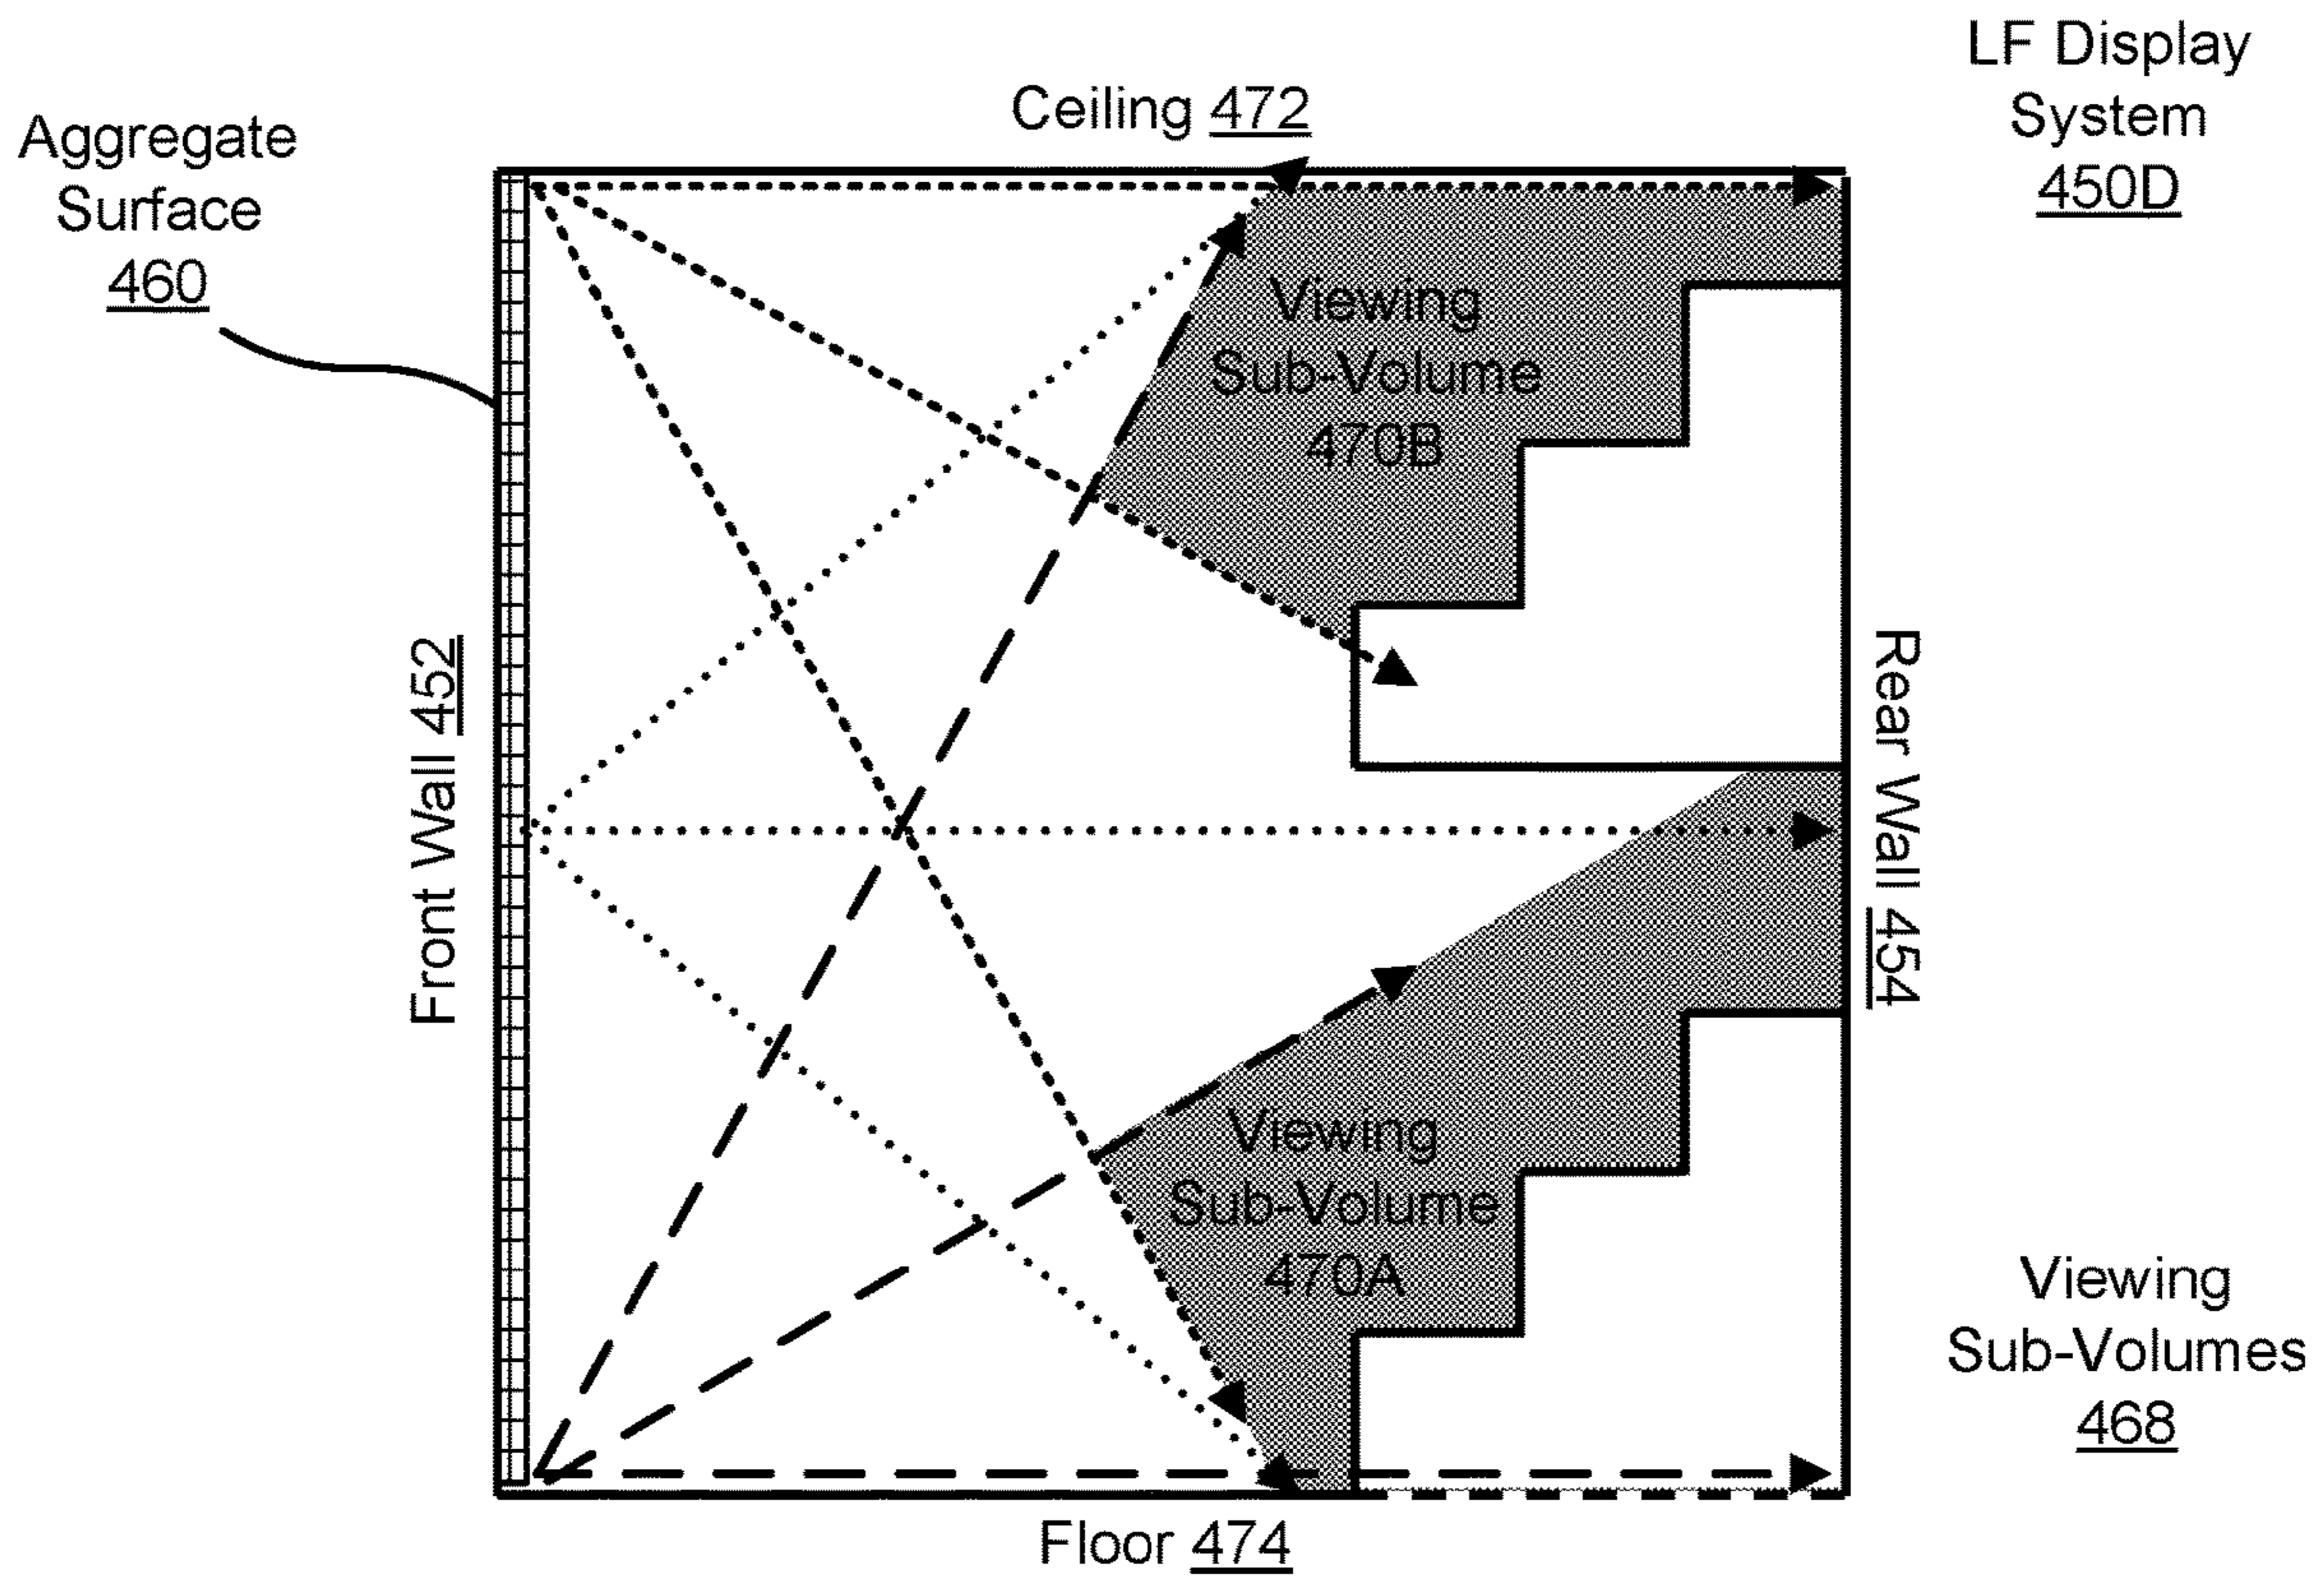 LF Display
System
450D
Ceiling 472
Aggregate
Surface
460
Viewing
Sub-Volume
470B
Front Wall 452
Rear Wall 454
Viewing
Sub-Volume
470A
Viewing
Sub-Volumes
468
Floor 474